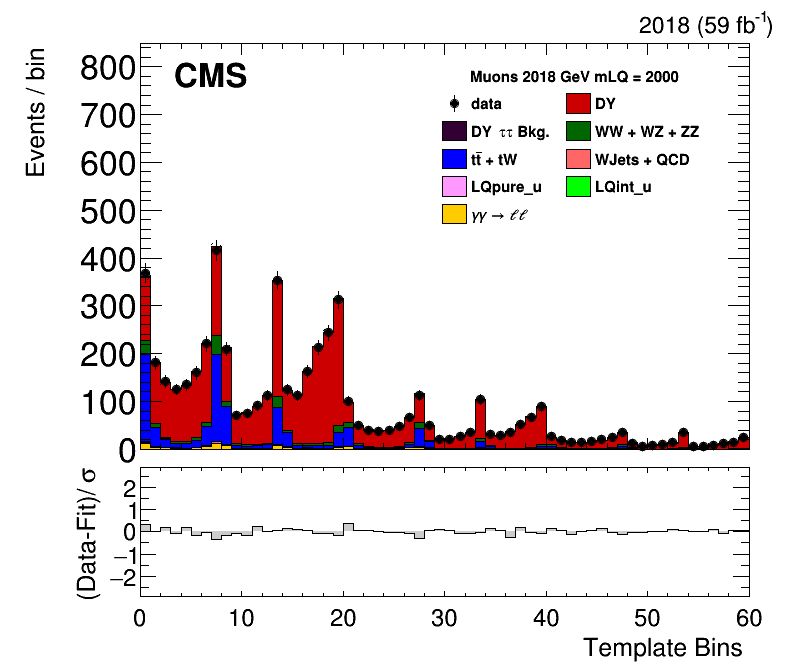 2018 (59 fb⁻¹)
Events / bin
800
700
600
500
400
300
200
100
0
CMS
Muons 2018 GeV mLQ = 2000
data
DY
DY ττ Bkg.
WW + WZ + ZZ
tt̄ + tW
WJets + QCD
LQpure_u
LQint_u
γγ → ℓℓ
(Data-Fit)/ σ
2
1
0
−1
−2
0 10 20 30 40 50 60
Template Bins